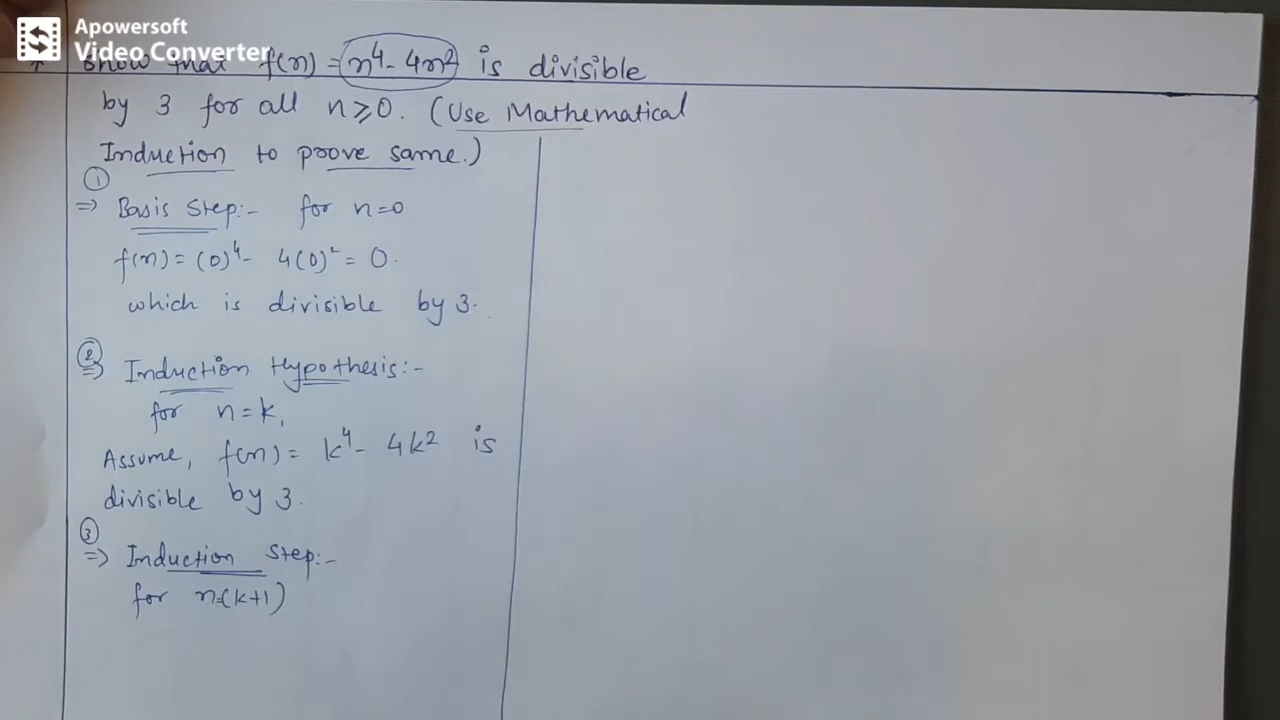 Apowersoft
Video Converter
Show that f(n) = n⁴- 4n² is divisible
by 3 for all n ≥ 0. (Use Mathematical
Induction to prove same.)
①
⇒ Basis Step:- for n=0
f(n) = (0)⁴- 4(0)² = 0.
which is divisible by 3.
②
⇒ Induction Hypothesis:-
for n=k,
Assume, f(n) = k⁴- 4k² is
divisible by 3.
③
⇒ Induction Step:-
for n=(k+1)